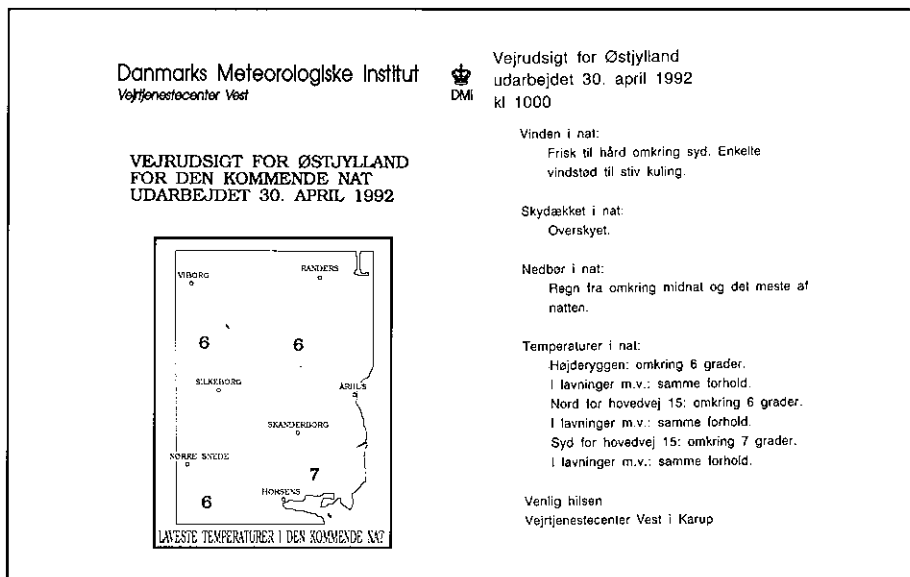 Danmarks Meteorologiske Institut
Vejrtjenestecenter Vest
DMI
VEJRUDSIGT FOR ØSTJYLLAND
FOR DEN KOMMENDE NAT
UDARBEJDET 30. APRIL 1992
VIBORG
RANDERS
6
6
SILKEBORG
ÅRHUS
SKANDERBORG
NØRRE SNEDE
7
HORSENS
6
LAVESTE TEMPERATURER I DEN KOMMENDE NAT
Vejrudsigt for Østjylland
udarbejdet 30. april 1992
kl 1000
Vinden i nat:
Frisk til hård omkring syd. Enkelte
vindstød til stiv kuling.
Skydækket i nat:
Overskyet.
Nedbør i nat:
Regn fra omkring midnat og det meste af
natten.
Temperaturer i nat:
Højderyggen: omkring 6 grader.
I lavninger m.v.: samme forhold.
Nord for hovedvej 15: omkring 6 grader.
I lavninger m.v.: samme forhold.
Syd for hovedvej 15: omkring 7 grader.
I lavninger m.v.: samme forhold.
Venlig hilsen
Vejrtjenestecenter Vest i Karup